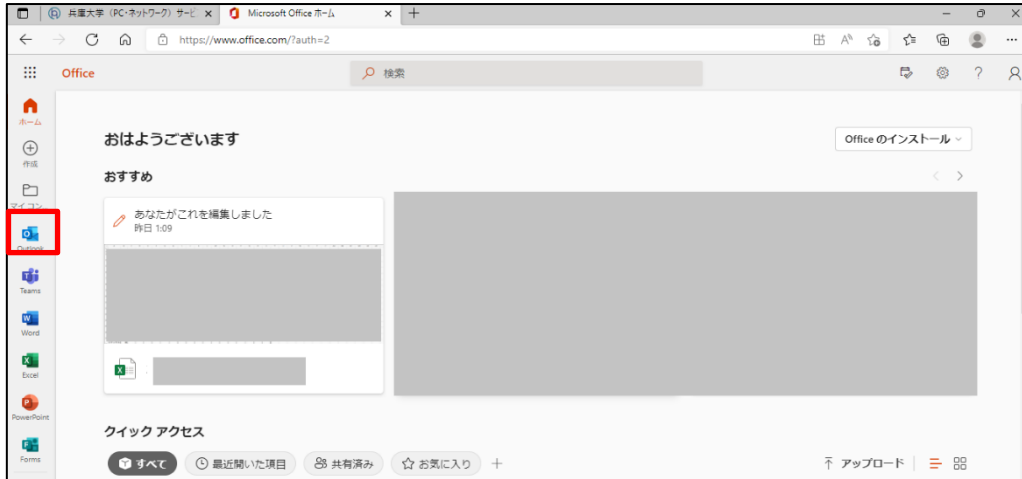 兵庫大学 (PC・ネットワーク) サービ
Microsoft Office ホーム
https://www.office.com/?auth=2
Office
検索
ホーム
おはようございます
Office のインストール
作成
おすすめ
マイ コン
あなたがこれを編集しました
昨日 1:09
Outlook
Teams
Word
Excel
PowerPoint
クイック アクセス
Forms
すべて
最近開いた項目
共有済み
お気に入り
アップロード